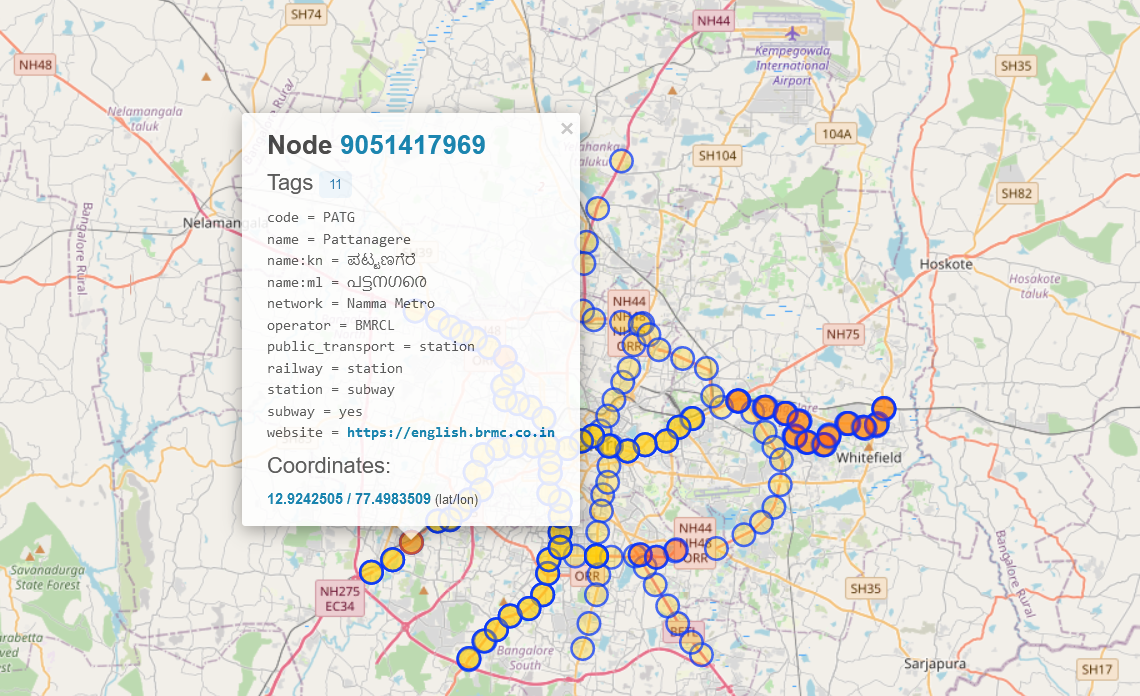 SH74
NH44
NH48
Kempegowda
International
Airport
SH35
Nelamangala
taluk
104A
SH104
SH82
Bangalore Rural
Nelamangala
Hoskote
Hosakote
taluk
×
Node 9051417969
Tags 11
code = PATG
name = Pattanagere
name:kn = ಪಟ್ಟಣಗೆರೆ
name:ml = പട്ടനഗരെ
network = Namma Metro
operator = BMRCL
public_transport = station
railway = station
station = subway
subway = yes
website = https://english.brmc.co.in
Coordinates:
12.9242505 / 77.4983509 (lat/lon)
NH44
ORR
NH75
Whitefield
NH44
NH48
ORR
ORR
Savanadurga
State Forest
NH275
EC34
SH35
Bangalore Rural
BETL
Bangalore
South
Sarjapura
SH17